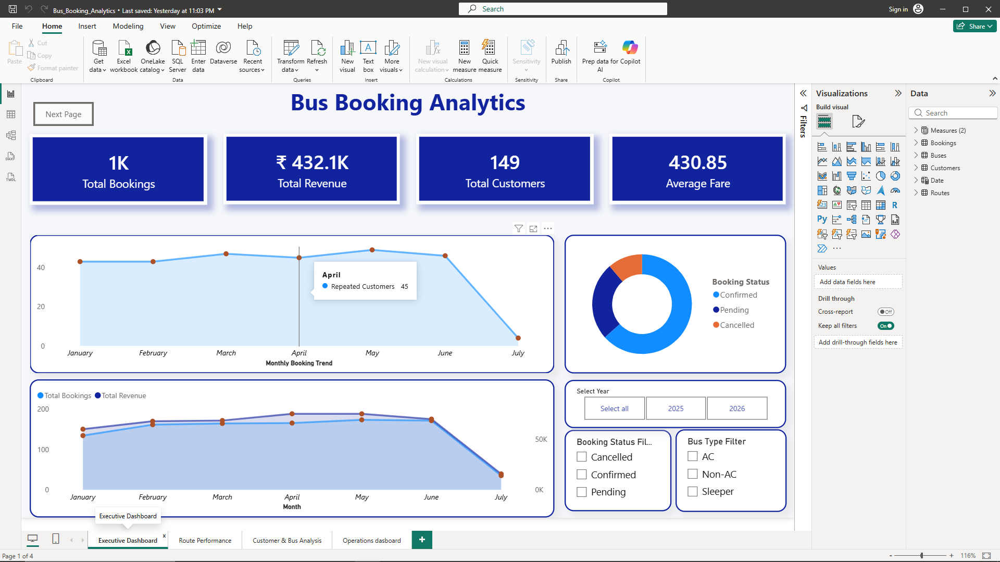 Bus_Booking_Analytics • Last saved: Yesterday at 11:03 PM
Search
Sign in
File Home Insert Modeling View Optimize Help
Share
Paste
Cut
Copy
Format painter
Clipboard
Get data
Excel workbook
OneLake catalog
SQL Server
Enter data
Dataverse
Recent sources
Data
Transform data
Refresh
Queries
New visual
Text box
More visuals
Insert
New visual calculation
New measure
Quick measure
Calculations
Sensitivity
Sensitivity
Publish
Share
Prep data for AI
Copilot
Copilot
Next Page
Bus Booking Analytics
1K
Total Bookings
₹ 432.1K
Total Revenue
149
Total Customers
430.85
Average Fare
40
20
0
April
Repeated Customers 45
January February March April May June July
Monthly Booking Trend
Booking Status
Confirmed
Pending
Cancelled
Total Bookings Total Revenue
200
100
0
50K
0K
January February March April May June July
Month
Select Year
Select all 2025 2026
Booking Status Fil...
Cancelled
Confirmed
Pending
Bus Type Filter
AC
Non-AC
Sleeper
Executive Dashboard
Executive Dashboard x
Route Performance
Customer & Bus Analysis
Operations dasboard
+
Page 1 of 4
- + 116%
Filters
Visualizations
Build visual
123
R
Py
Values
Add data fields here
Drill through
Cross-report Off
Keep all filters On
Add drill-through fields here
Data
Search
Measures (2)
Bookings
Buses
Customers
Date
Routes
DAX
TMDL